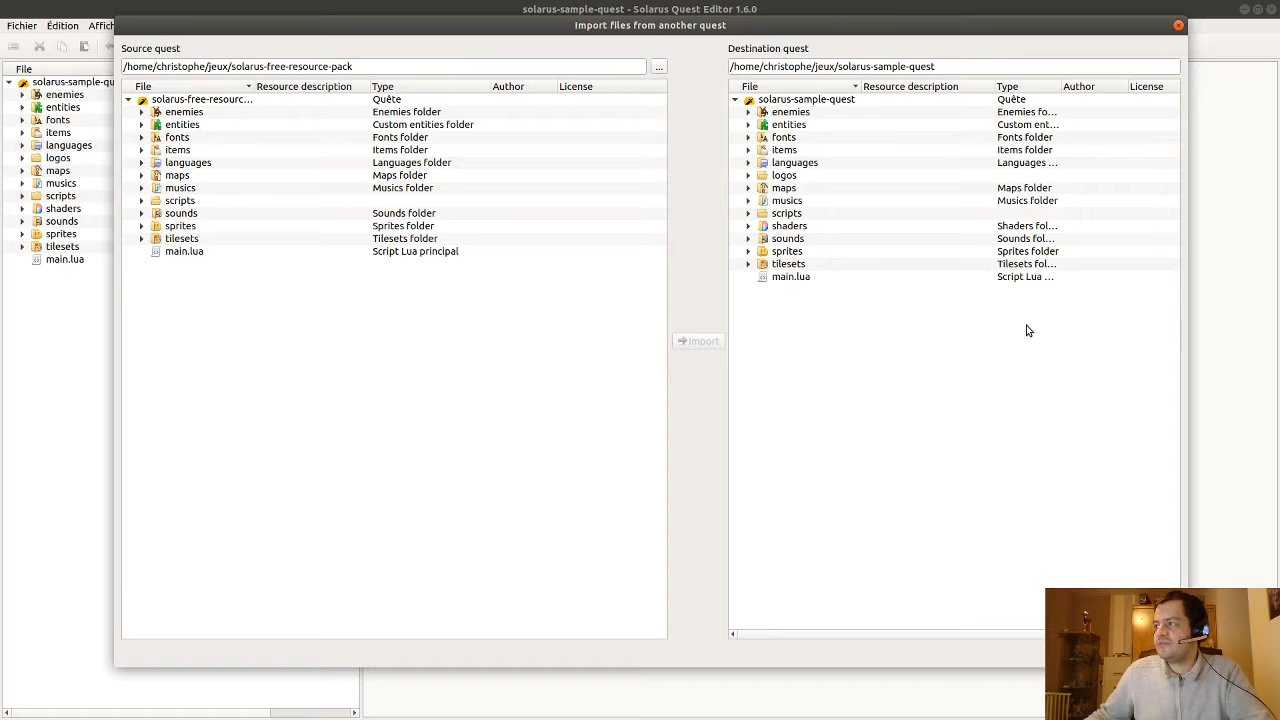 solarus-sample-quest - Solarus Quest Editor 1.6.0
Fichier Édition Affich
Import files from another quest
Source quest
Destination quest
/home/christophe/jeux/solarus-free-resource-pack
...
/home/christophe/jeux/solarus-sample-quest
File
File Resource description Type Author License
File Resource description Type Author License
solarus-sample-qu
enemies
entities
fonts
items
languages
logos
maps
musics
scripts
shaders
sounds
sprites
tilesets
main.lua
solarus-free-resourc... Quête
enemies Enemies folder
entities Custom entities folder
fonts Fonts folder
items Items folder
languages Languages folder
maps Maps folder
musics Musics folder
scripts
sounds Sounds folder
sprites Sprites folder
tilesets Tilesets folder
main.lua Script Lua principal
Import
solarus-sample-quest Quête
enemies Enemies fo...
entities Custom ent...
fonts Fonts folder
items Items folder
languages Languages ...
logos
maps Maps folder
musics Musics folder
scripts
shaders Shaders fol...
sounds Sounds fol...
sprites Sprites folder
tilesets Tilesets fol...
main.lua Script Lua ...